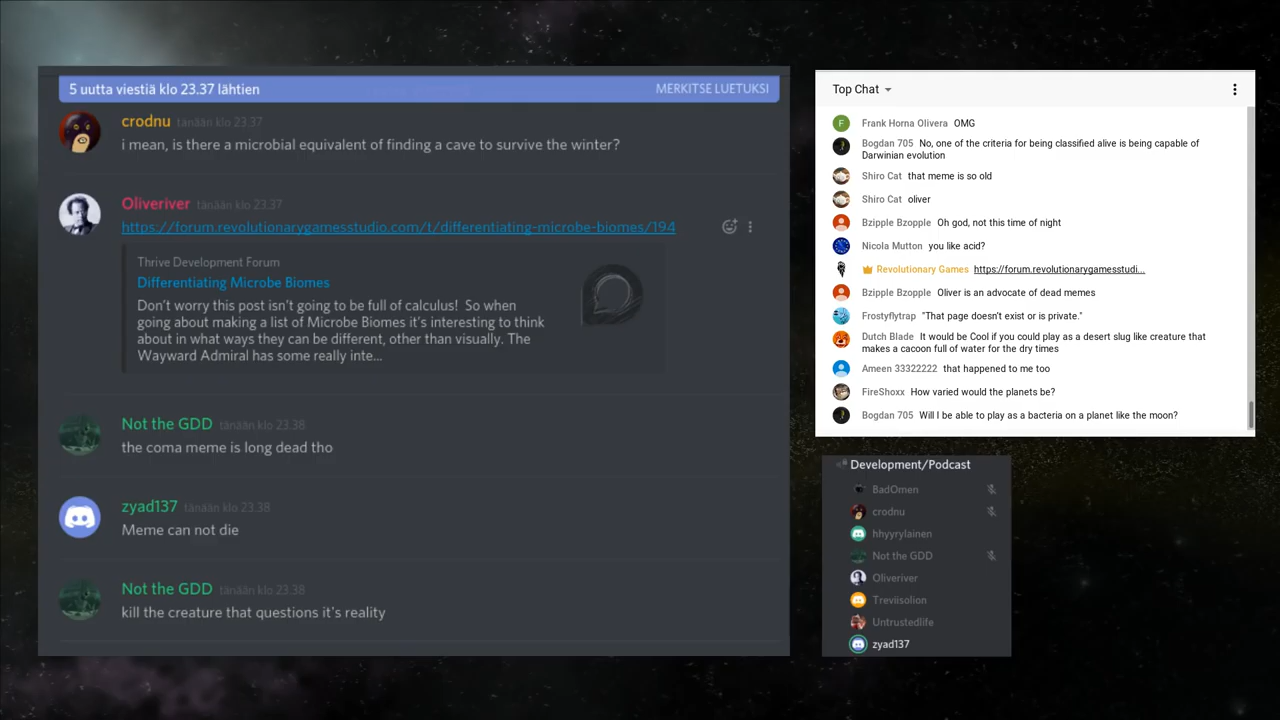 5 uutta viestiä klo 23.37 lähtien MERKITSE LUETUKSI
crodnu tänään klo 23.37
i mean, is there a microbial equivalent of finding a cave to survive the winter?
Oliveriver tänään klo 23.37
https://forum.revolutionarygamesstudio.com/t/differentiating-microbe-biomes/194
Thrive Development Forum
Differentiating Microbe Biomes
Don't worry this post isn't going to be full of calculus! So when
going about making a list of Microbe Biomes it's interesting to think
about in what ways they can be different, other than visually. The
Wayward Admiral has some really inte...
Not the GDD tänään klo 23.38
the coma meme is long dead tho
zyad137 tänään klo 23.38
Meme can not die
Not the GDD tänään klo 23.38
kill the creature that questions it's reality
Top Chat
F Frank Horna Olivera OMG
Bogdan 705 No, one of the criteria for being classified alive is being capable of
Darwinian evolution
Shiro Cat that meme is so old
Shiro Cat oliver
Bzipple Bzopple Oh god, not this time of night
Nicola Mutton you like acid?
Revolutionary Games https://forum.revolutionarygamesstudi...
Bzipple Bzopple Oliver is an advocate of dead memes
Frostyflytrap "That page doesn't exist or is private."
Dutch Blade It would be Cool if you could play as a desert slug like creature that
makes a cacoon full of water for the dry times
Ameen 33322222 that happened to me too
FireShoxx How varied would the planets be?
Bogdan 705 Will I be able to play as a bacteria on a planet like the moon?
Development/Podcast
BadOmen
crodnu
hhyyrylainen
Not the GDD
Oliveriver
Treviisolion
Untrustedlife
zyad137